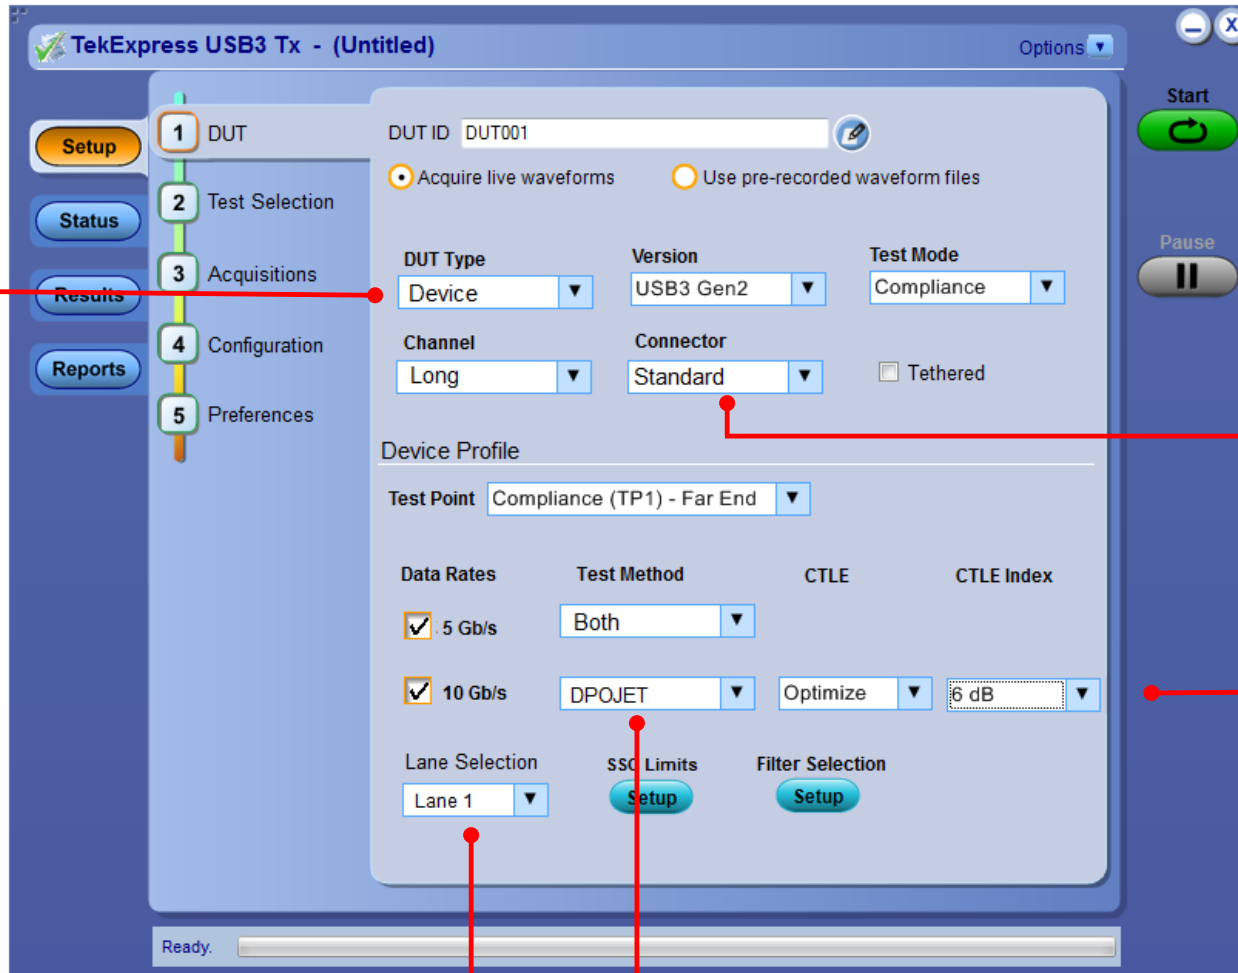 TekExpress USB3 Tx - (Untitled)
Options
Start
Pause
Setup
Status
Results
Reports
1 DUT
2 Test Selection
3 Acquisitions
4 Configuration
5 Preferences
DUT ID DUT001
Acquire live waveforms Use pre-recorded waveform files
DUT Type Version Test Mode
Device USB3 Gen2 Compliance
Channel Connector
Long Standard Tethered
Device Profile
Test Point Compliance (TP1) - Far End
Data Rates Test Method CTLE CTLE Index
5 Gb/s Both
10 Gb/s DPOJET Optimize 6 dB
Lane Selection SSC Limits Filter Selection
Lane 1 Setup Setup
Ready.